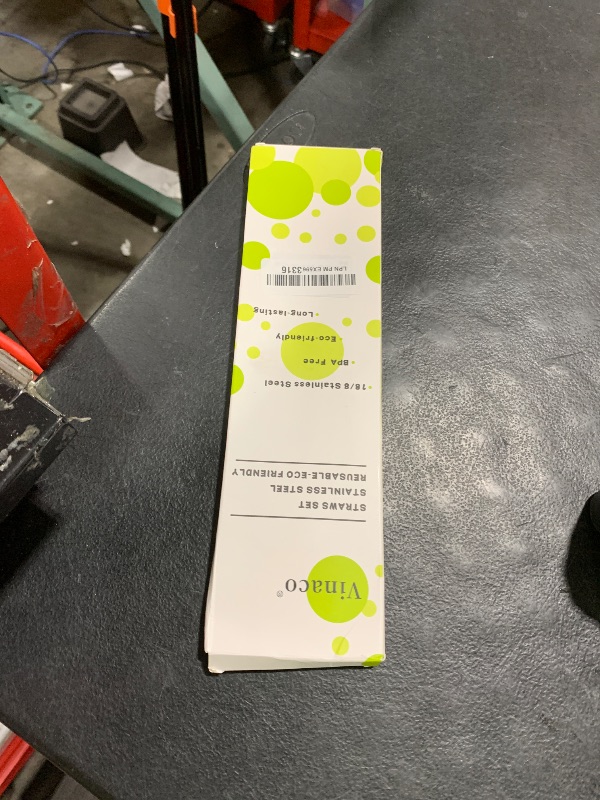 Vinaco®
STRAWS SET
STAINLESS STEEL
REUSABLE-ECO FRIENDLY
• 18/8 Stainless Steel
• BPA Free
• Eco-friendly
• Long-lasting
3316